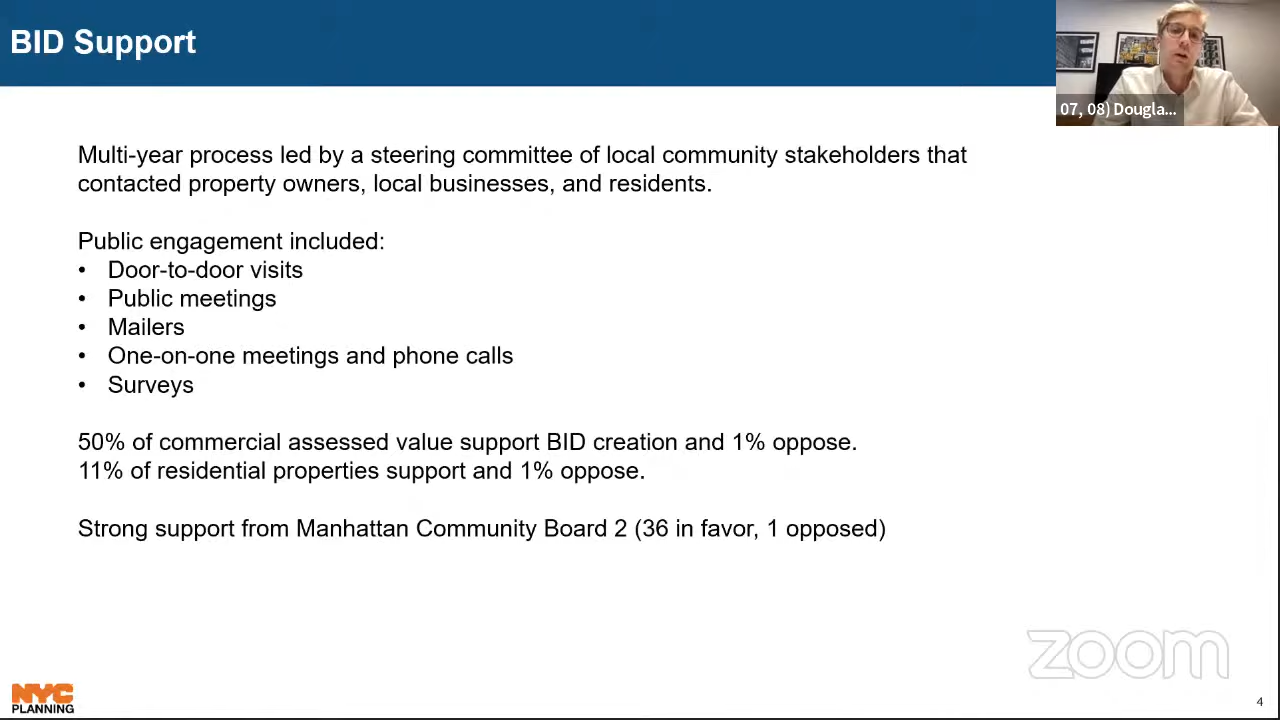 BID Support
07, 08) Dougla...
Multi-year process led by a steering committee of local community stakeholders that
contacted property owners, local businesses, and residents.
Public engagement included:
• Door-to-door visits
• Public meetings
• Mailers
• One-on-one meetings and phone calls
• Surveys
50% of commercial assessed value support BID creation and 1% oppose.
11% of residential properties support and 1% oppose.
Strong support from Manhattan Community Board 2 (36 in favor, 1 opposed)
zoom
NYC
PLANNING
4